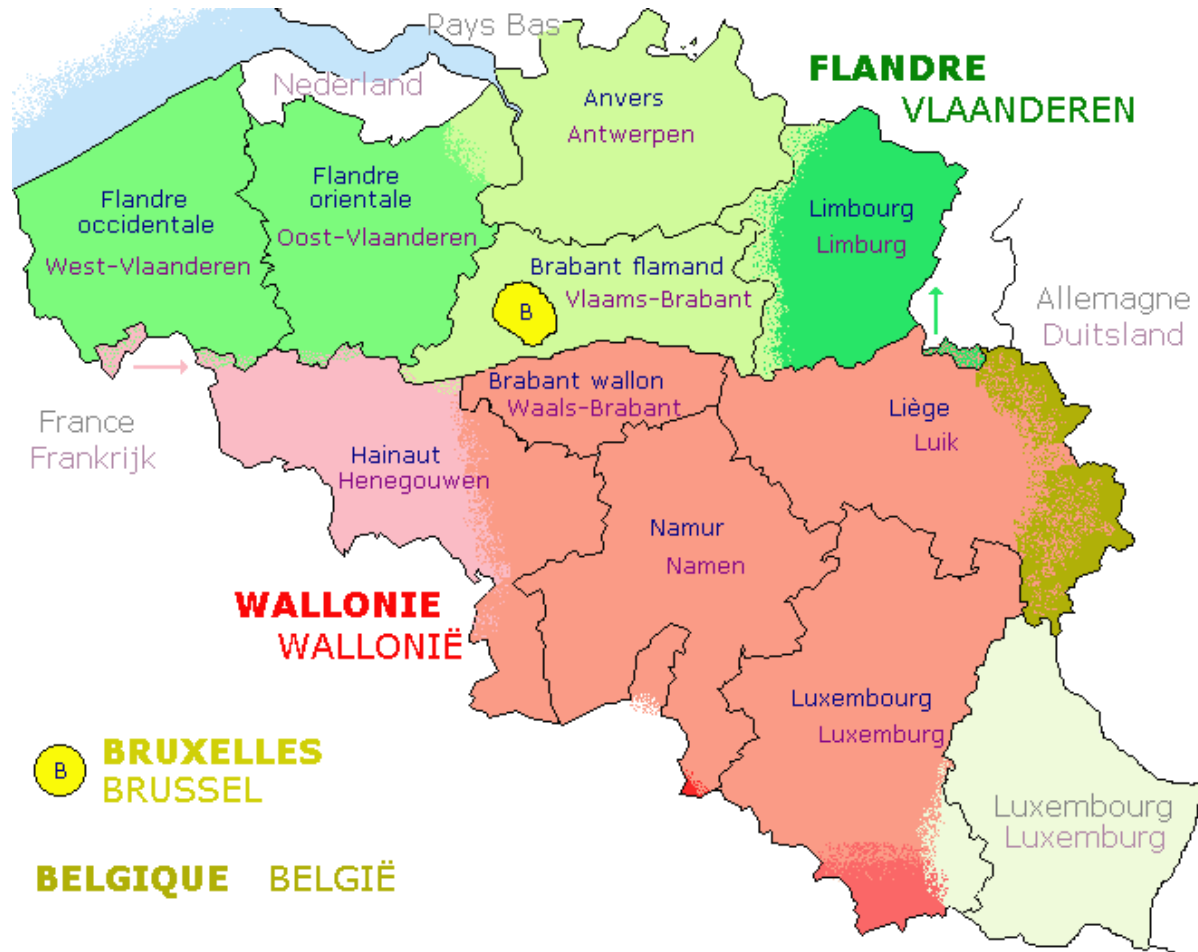 Pays Bas
Nederland
FLANDRE
VLAANDEREN
Anvers
Antwerpen
Flandre
occidentale
West-Vlaanderen
Flandre
orientale
Oost-Vlaanderen
Limbourg
Limburg
Brabant flamand
Vlaams-Brabant
B
Allemagne
Duitsland
France
Frankrijk
Brabant wallon
Waals-Brabant
Liège
Luik
Hainaut
Henegouwen
Namur
Namen
WALLONIE
WALLONIË
Luxembourg
Luxemburg
B
BRUXELLES
BRUSSEL
Luxembourg
Luxemburg
BELGIQUE BELGIË